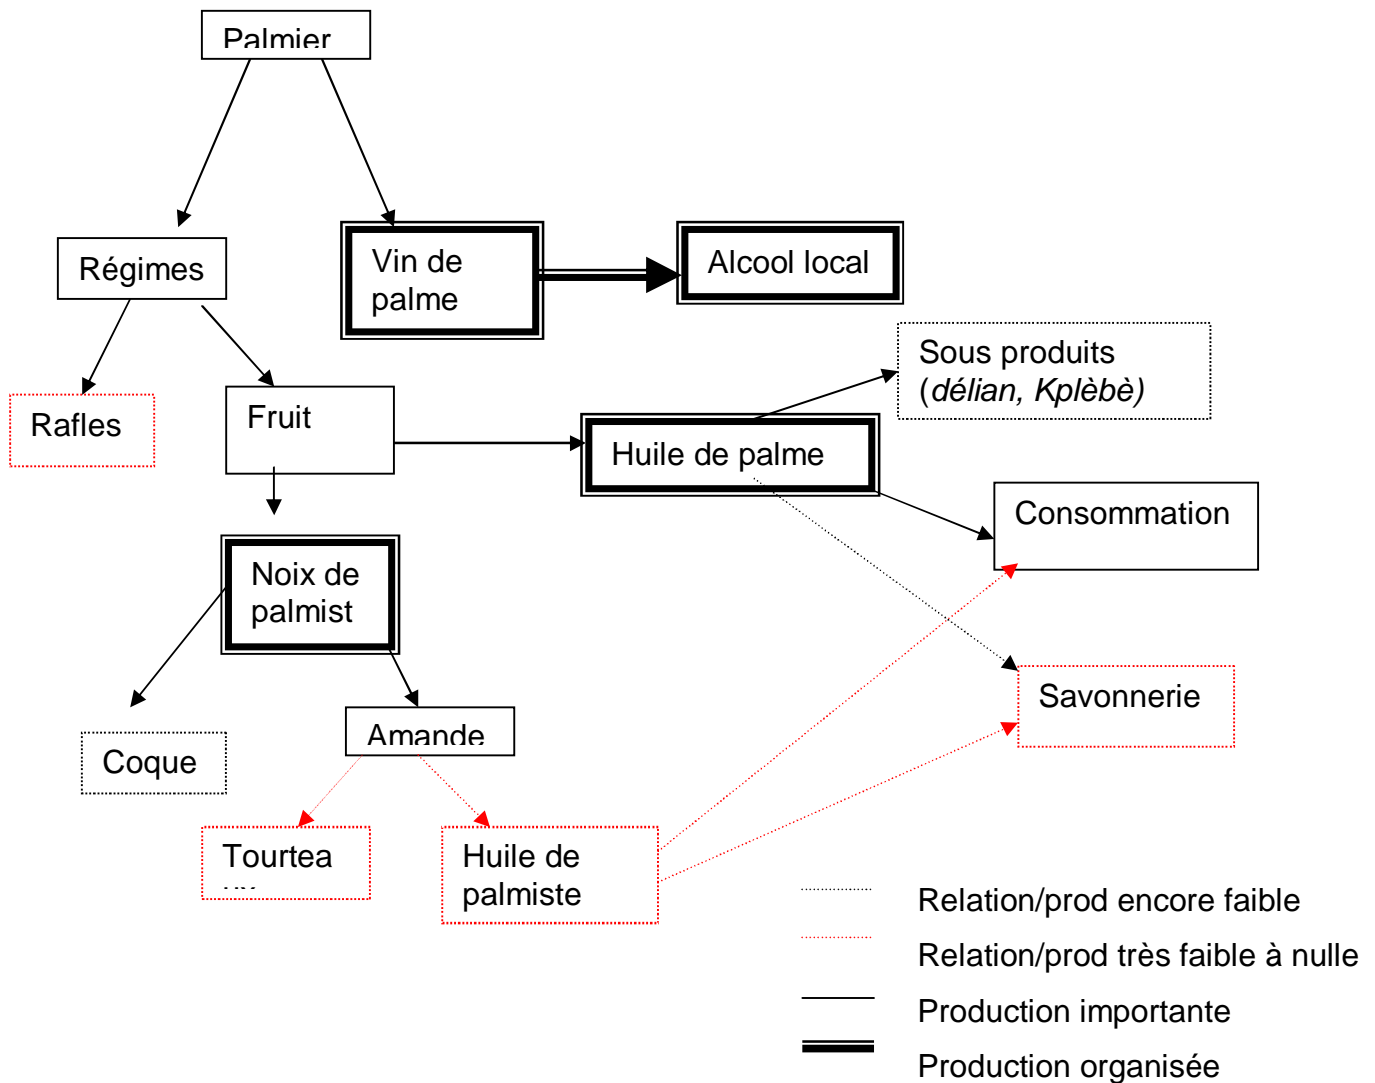 Palmier
Régimes
Vin de
palme
Alcool local
Sous produits
(délian, Kplèbè)
Rafles
Fruit
Huile de palme
Consommation
Noix de
palmist
Savonnerie
Coque
Amande
Tourtea
Huile de
palmiste
Relation/prod encore faible
Relation/prod très faible à nulle
Production importante
Production organisée